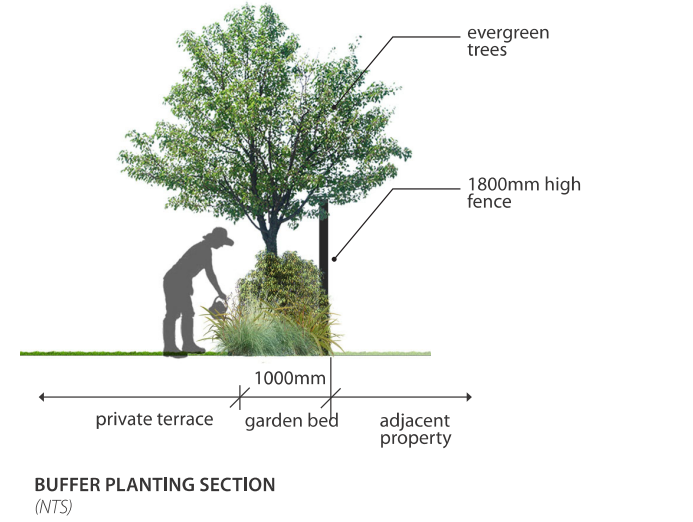 evergreen
trees
1800mm high
fence
1000mm
private terrace
garden bed
adjacent
property
BUFFER PLANTING SECTION
(NTS)